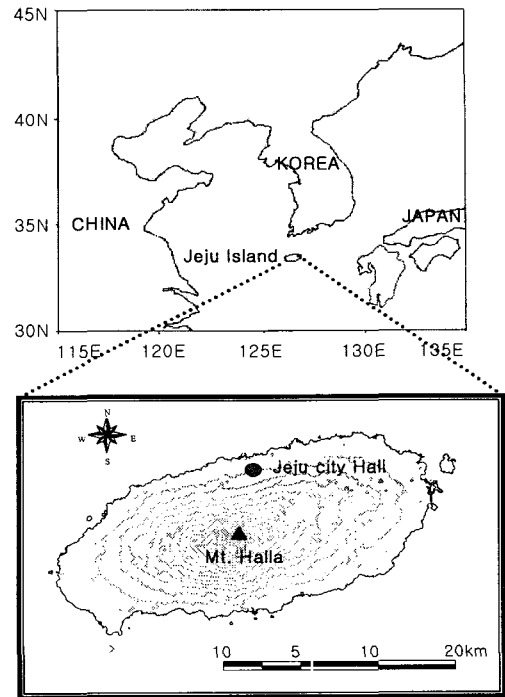 45N
40N
KOREA
CHINA
35N
JAPAN
Jeju Island
30N
115E 120E 125E 130E 135E
N
W E
S
Jeju city Hall
Mt. Halla
10 5 10 20km